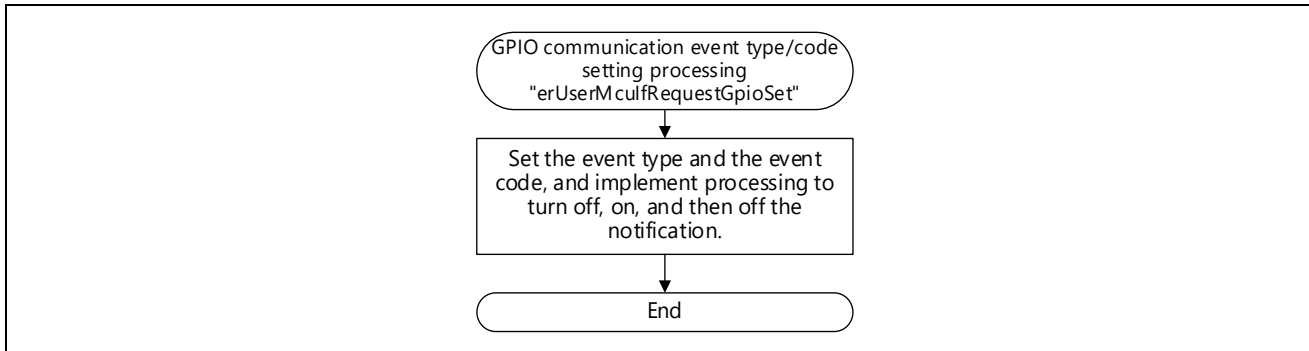 GPIO communication event type/code
setting processing
"erUserMcuIfRequestGpioSet"
Set the event type and the event
code, and implement processing to
turn off, on, and then off the
notification.
End